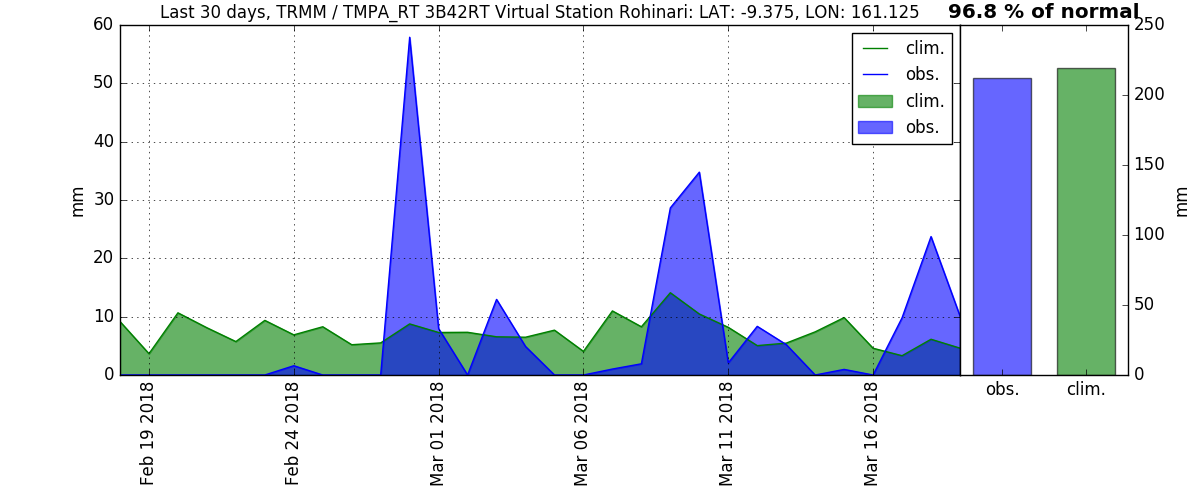 Last 30 days, TRMM / TMPA_RT 3B42RT Virtual Station Rohinari: LAT: -9.375, LON: 161.125
96.8 % of normal
60
50
40
30
20
10
0
mm
clim.
obs.
clim.
obs.
Feb 19 2018
Feb 24 2018
Mar 01 2018
Mar 06 2018
Mar 11 2018
Mar 16 2018
250
200
150
100
50
0
mm
obs.
clim.